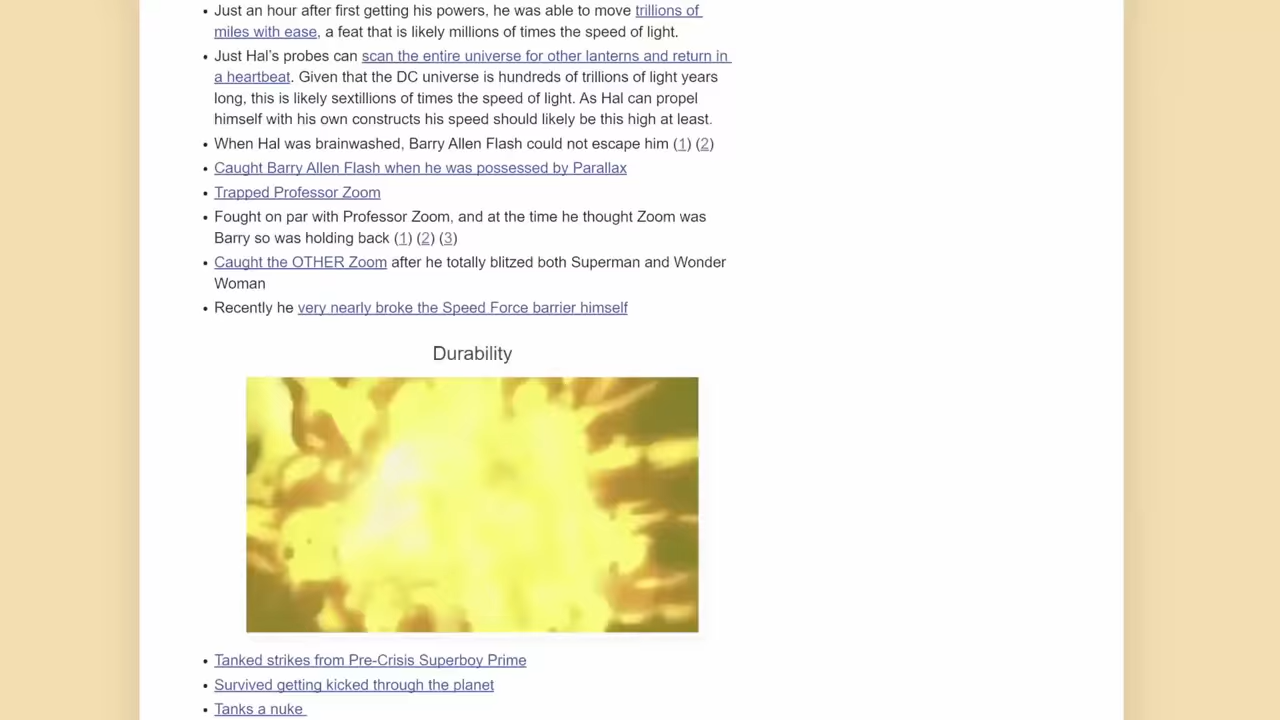 • Just an hour after first getting his powers, he was able to move trillions of
miles with ease, a feat that is likely millions of times the speed of light.
• Just Hal's probes can scan the entire universe for other lanterns and return in
a heartbeat. Given that the DC universe is hundreds of trillions of light years
long, this is likely sextillions of times the speed of light. As Hal can propel
himself with his own constructs his speed should likely be this high at least.
• When Hal was brainwashed, Barry Allen Flash could not escape him (1) (2)
• Caught Barry Allen Flash when he was possessed by Parallax
• Trapped Professor Zoom
• Fought on par with Professor Zoom, and at the time he thought Zoom was
Barry so was holding back (1) (2) (3)
• Caught the OTHER Zoom after he totally blitzed both Superman and Wonder
Woman
• Recently he very nearly broke the Speed Force barrier himself
Durability
• Tanked strikes from Pre-Crisis Superboy Prime
• Survived getting kicked through the planet
• Tanks a nuke